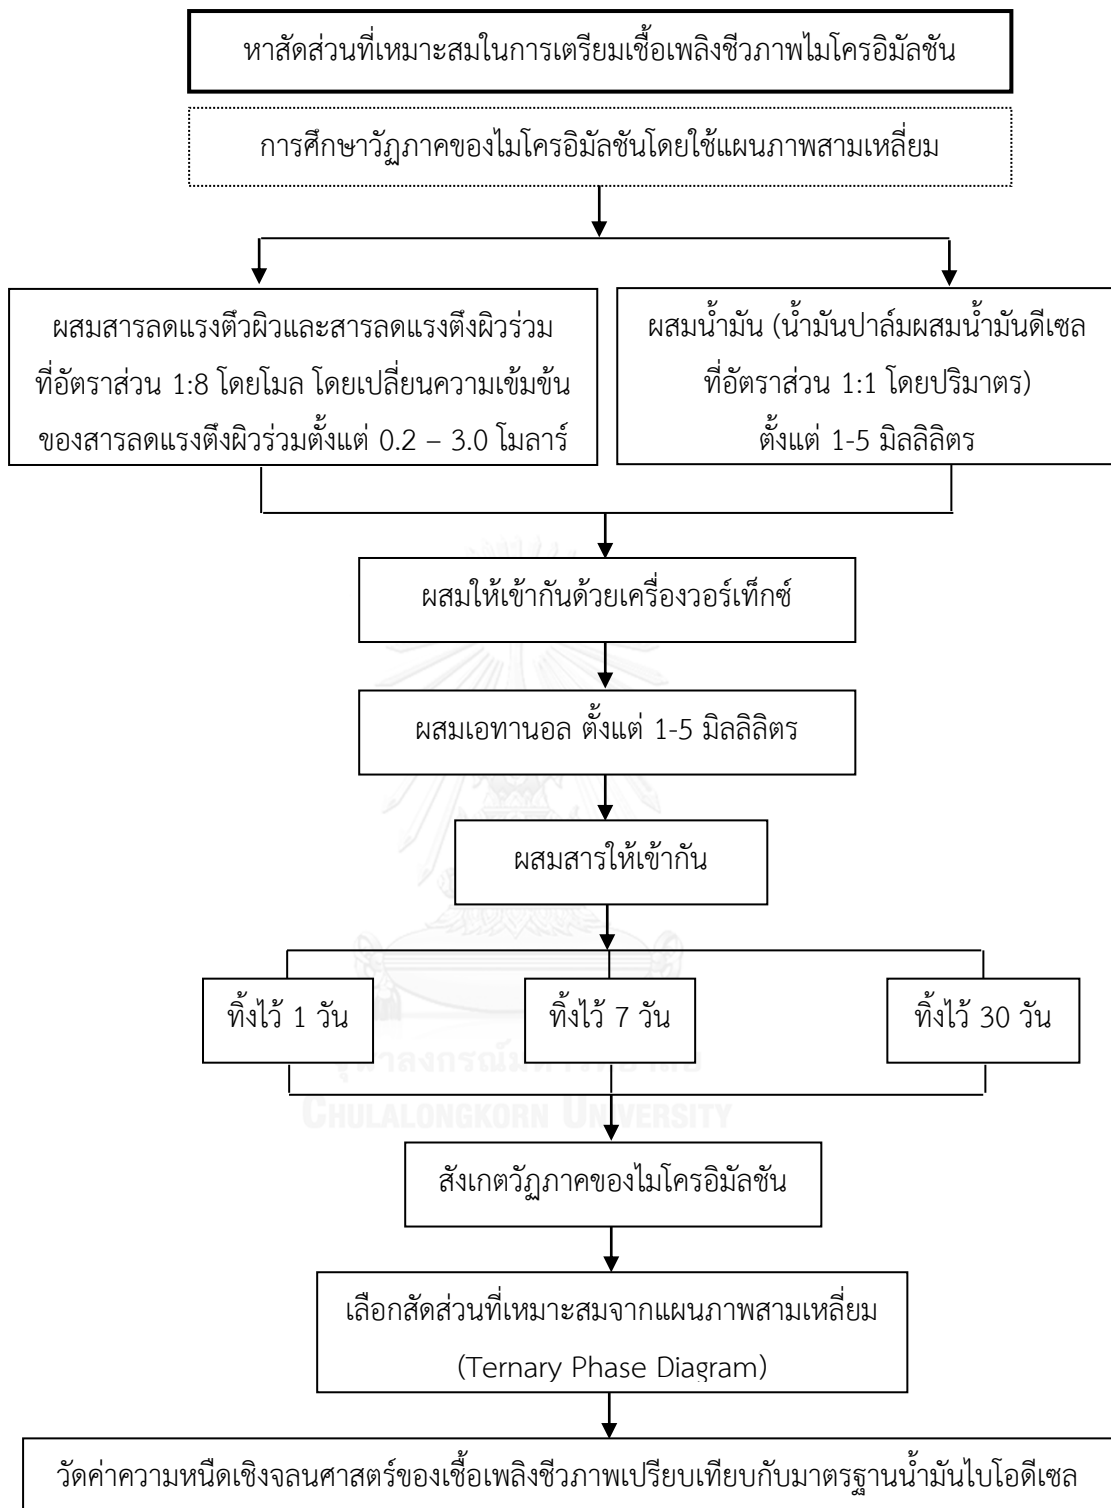 หาสัดส่วนที่เหมาะสมในการเตรียมเชื้อเพลิงชีวภาพไมโครอิมัลชัน
การศึกษาวัฏภาคของไมโครอิมัลชันโดยใช้แผนภาพสามเหลี่ยม
ผสมสารลดแรงตึวผิวและสารลดแรงตึงผิวร่วม
ที่อัตราส่วน 1:8 โดยโมล โดยเปลี่ยนความเข้มข้น
ของสารลดแรงตึงผิวร่วมตั้งแต่ 0.2 – 3.0 โมลาร์
ผสมน้ำมัน (น้ำมันปาล์มผสมน้ำมันดีเซล
ที่อัตราส่วน 1:1 โดยปริมาตร)
ตั้งแต่ 1-5 มิลลิลิตร
ผสมให้เข้ากันด้วยเครื่องวอร์เท็กซ์
ผสมเอทานอล ตั้งแต่ 1-5 มิลลิลิตร
ผสมสารให้เข้ากัน
ทิ้งไว้ 1 วัน
ทิ้งไว้ 7 วัน
ทิ้งไว้ 30 วัน
จุฬาลงกรณ์มหาวิทยาลัย
CHULALONGKORN UNIVERSITY
สังเกตวัฏภาคของไมโครอิมัลชัน
เลือกสัดส่วนที่เหมาะสมจากแผนภาพสามเหลี่ยม
(Ternary Phase Diagram)
วัดค่าความหนืดเชิงจลนศาสตร์ของเชื้อเพลิงชีวภาพเปรียบเทียบกับมาตรฐานน้ำมันไบโอดีเซล